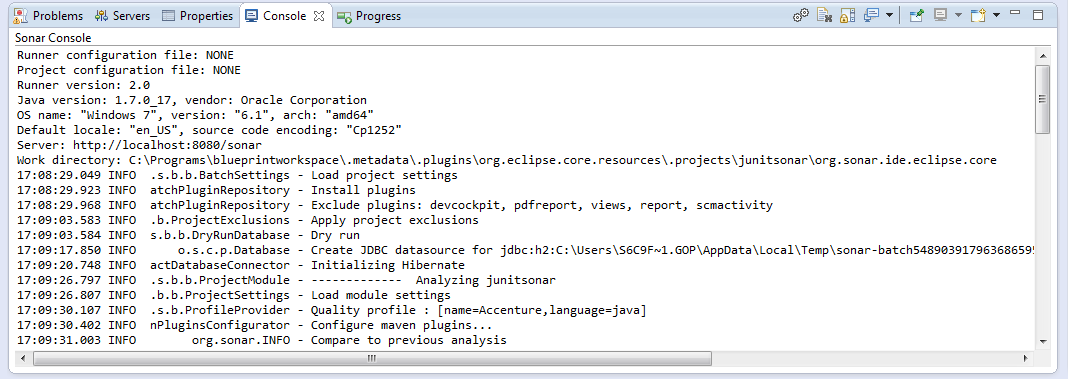 Problems Servers Properties Console Progress
Sonar Console
Runner configuration file: NONE
Project configuration file: NONE
Runner version: 2.0
Java version: 1.7.0_17, vendor: Oracle Corporation
OS name: "Windows 7", version: "6.1", arch: "amd64"
Default locale: "en_US", source code encoding: "Cp1252"
Server: http://localhost:8080/sonar
Work directory: C:\Programs\blueprintworkspace\.metadata\.plugins\org.eclipse.core.resources\.projects\junitsonar\org.sonar.ide.eclipse.core
17:08:29.049 INFO  .s.b.b.BatchSettings - Load project settings
17:08:29.923 INFO  atchPluginRepository - Install plugins
17:08:29.968 INFO  atchPluginRepository - Exclude plugins: devcockpit, pdfreport, views, report, scmactivity
17:09:03.583 INFO  .b.ProjectExclusions - Apply project exclusions
17:09:03.584 INFO  s.b.b.DryRunDatabase - Dry run
17:09:17.850 INFO      o.s.c.p.Database - Create JDBC datasource for jdbc:h2:C:\Users\S6C9F~1.GOP\AppData\Local\Temp\sonar-batch548903917963686595
17:09:20.748 INFO  actDatabaseConnector - Initializing Hibernate
17:09:26.797 INFO  .s.b.b.ProjectModule - -------------  Analyzing junitsonar
17:09:26.807 INFO  .b.b.ProjectSettings - Load module settings
17:09:30.107 INFO  .s.b.ProfileProvider - Quality profile : [name=Accenture,language=java]
17:09:30.402 INFO  nPluginsConfigurator - Configure maven plugins...
17:09:31.003 INFO        org.sonar.INFO - Compare to previous analysis